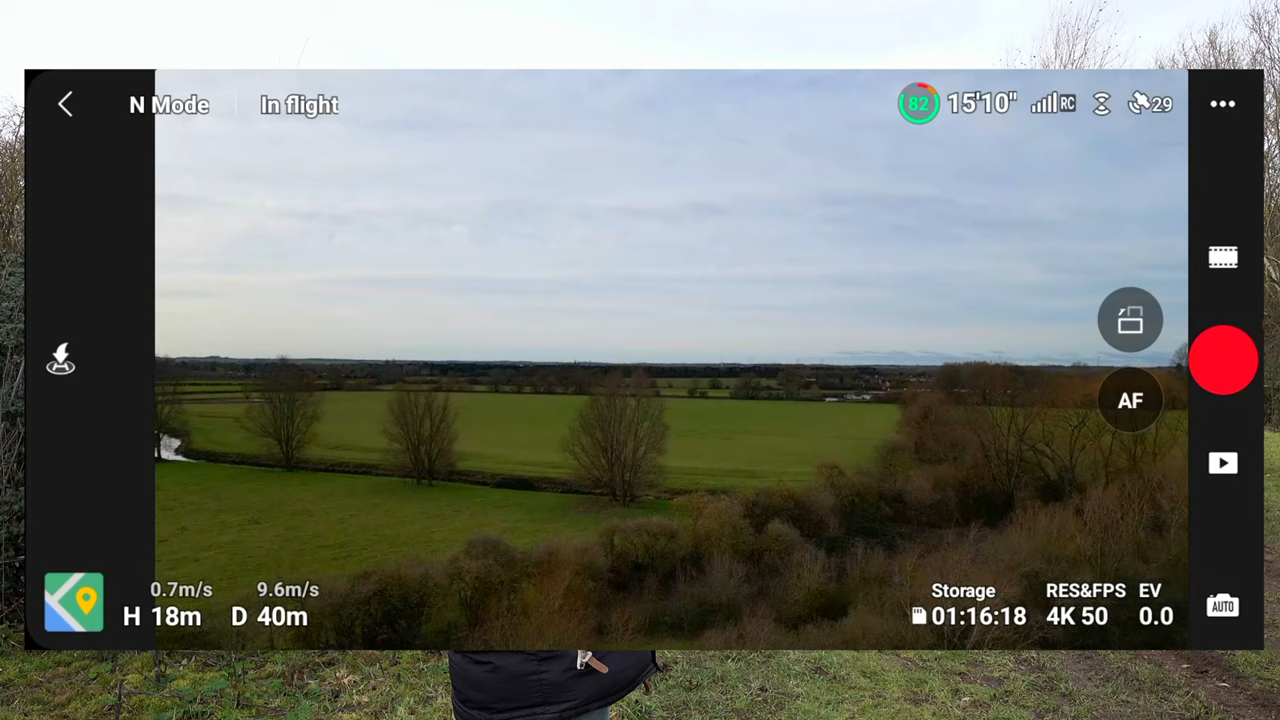 N Mode
In flight
82
15'10"
RC
29
AF
0.7m/s
9.6m/s
H 18m
D 40m
Storage
RES&FPS
EV
01:16:18
4K 50
0.0
AUTO